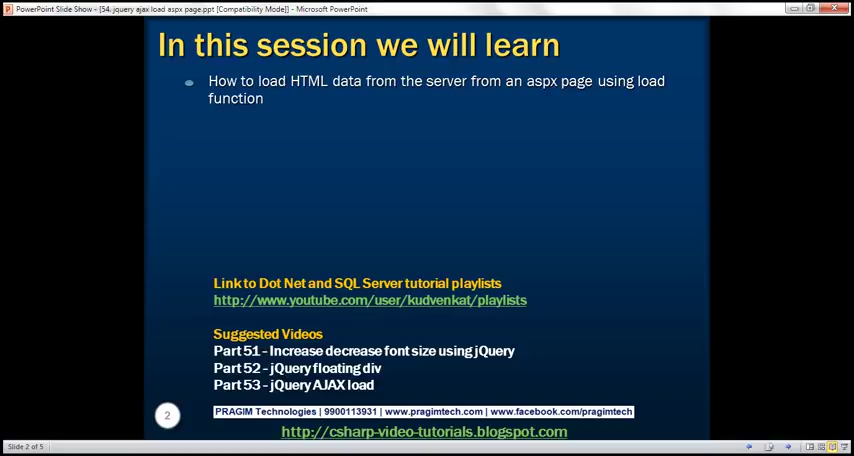 PowerPoint Slide Show - [54. jquery ajax load aspx page.ppt [Compatibility Mode]] - Microsoft PowerPoint
In this session we will learn
How to load HTML data from the server from an aspx page using load
function
Link to Dot Net and SQL Server tutorial playlists
http://www.youtube.com/user/kudvenkat/playlists
Suggested Videos
Part 51 - Increase decrease font size using jQuery
Part 52 - jQuery floating div
Part 53 - jQuery AJAX load
2
PRAGIM Technologies | 9900113931 | www.pragimtech.com | www.facebook.com/pragimtech
http://csharp-video-tutorials.blogspot.com
Slide 2 of 5